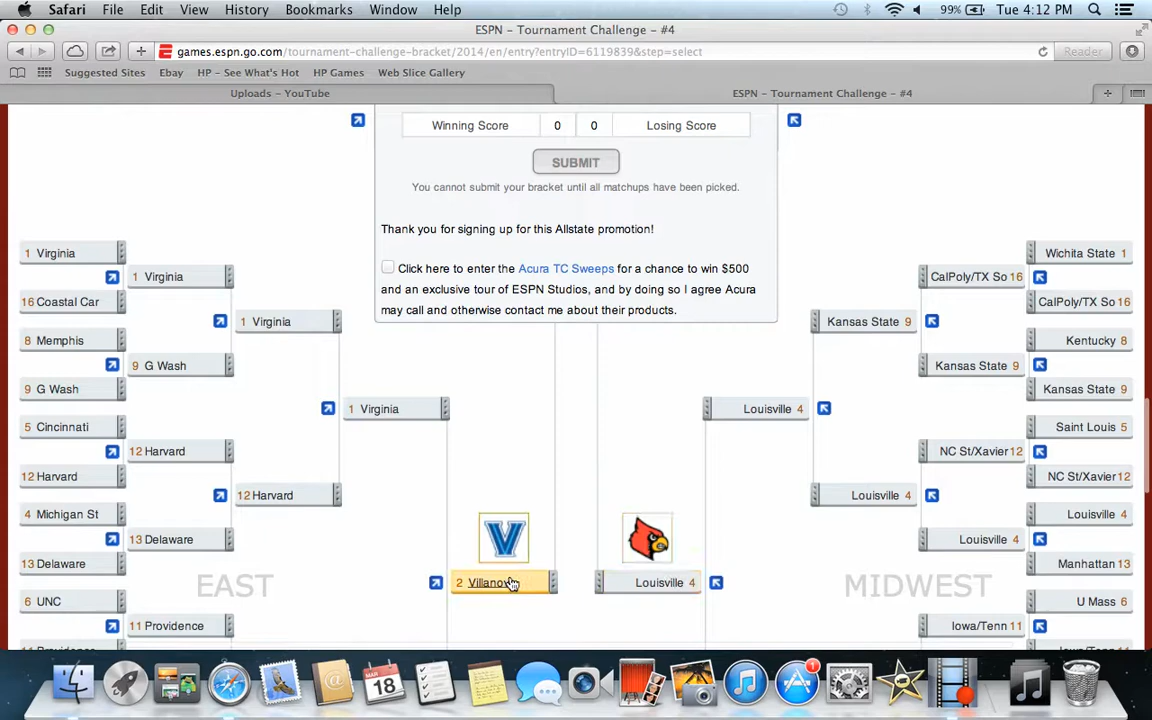 Safari File Edit View History Bookmarks Window Help 99% Tue 4:12 PM
ESPN – Tournament Challenge – #4
games.espn.go.com/tournament-challenge-bracket/2014/en/entry?entryID=6119839&step=select Reader
Suggested Sites Ebay HP – See What's Hot HP Games Web Slice Gallery
Uploads – YouTube ESPN – Tournament Challenge – #4
Winning Score 0 0 Losing Score
SUBMIT
You cannot submit your bracket until all matchups have been picked.
Thank you for signing up for this Allstate promotion!
Click here to enter the Acura TC Sweeps for a chance to win $500
and an exclusive tour of ESPN Studios, and by doing so I agree Acura
may call and otherwise contact me about their products.
1 Virginia Wichita State 1
1 Virginia CalPoly/TX So 16
16 Coastal Car CalPoly/TX So 16
1 Virginia Kansas State 9
8 Memphis Kentucky 8
9 G Wash Kansas State 9
9 G Wash Kansas State 9
1 Virginia Louisville 4
5 Cincinnati Saint Louis 5
12 Harvard NC St/Xavier 12
12 Harvard NC St/Xavier 12
12 Harvard Louisville 4
4 Michigan St Louisville 4
13 Delaware Louisville 4
13 Delaware Manhattan 13
EAST 2 Louisville 4 MIDWEST
6 UNC U Mass 6
11 Providence Iowa/Tenn 11
MAR
18
1